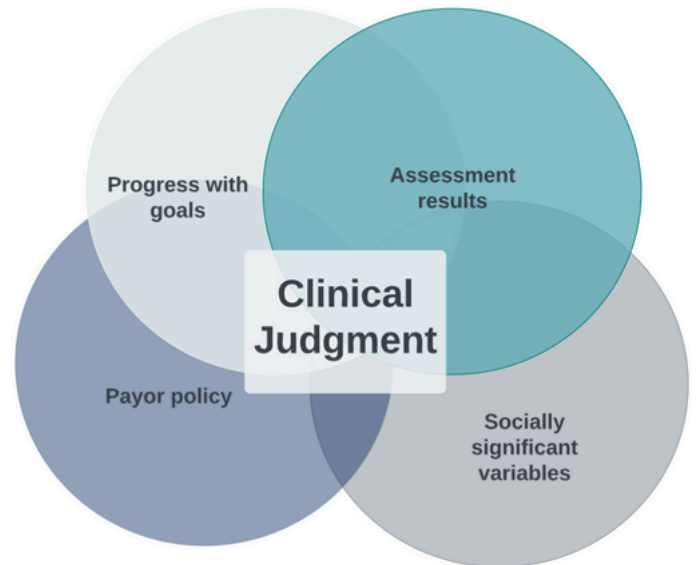 Progress with
goals
Assessment
results
Clinical
Judgment
Payor policy
Socially
significant
variables